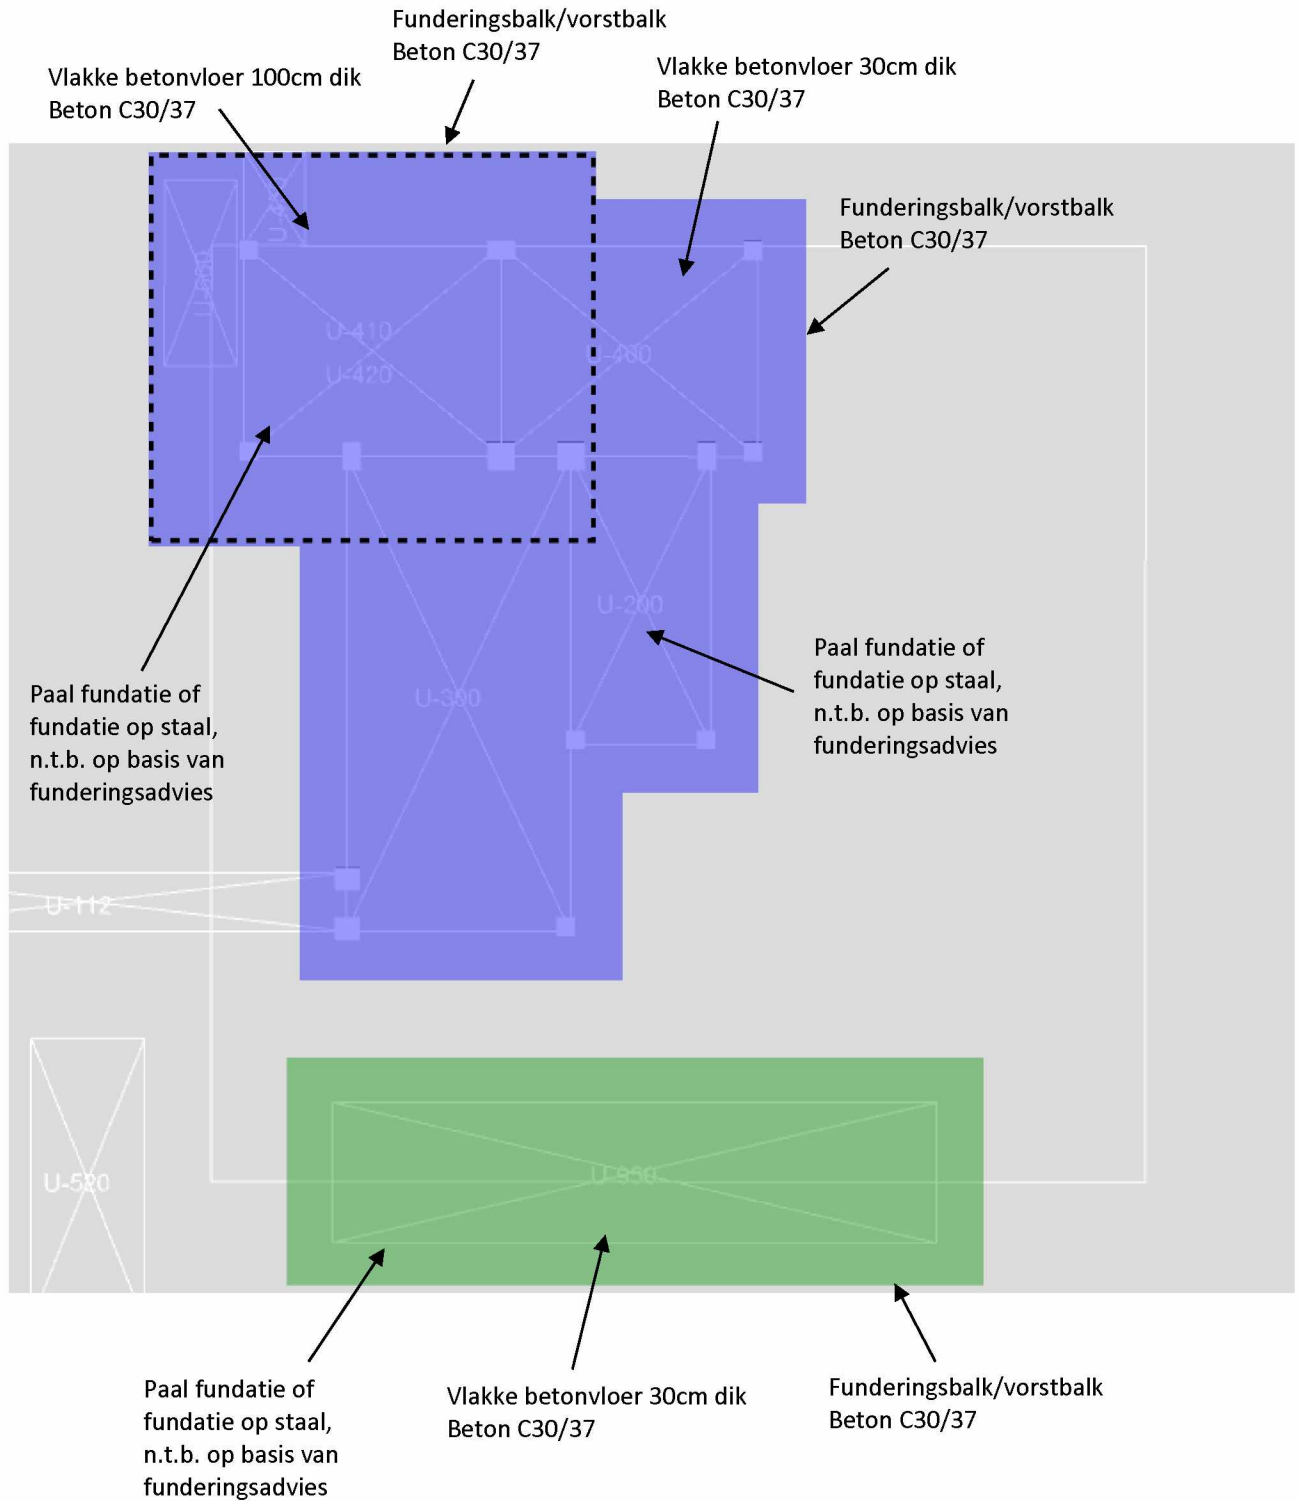 Funderingsbalk/vorstbalk
Beton C30/37
Vlakke betonvloer 100cm dik
Beton C30/37
Vlakke betonvloer 30cm dik
Beton C30/37
Funderingsbalk/vorstbalk
Beton C30/37
U-410
U-400
U-420
U-200
Paal fundatie of
fundatie op staal,
n.t.b. op basis van
funderingsadvies
Paal fundatie of
fundatie op staal,
n.t.b. op basis van
funderingsadvies
U-300
U-112
U-520
U-950
Paal fundatie of
fundatie op staal,
n.t.b. op basis van
funderingsadvies
Vlakke betonvloer 30cm dik
Beton C30/37
Funderingsbalk/vorstbalk
Beton C30/37